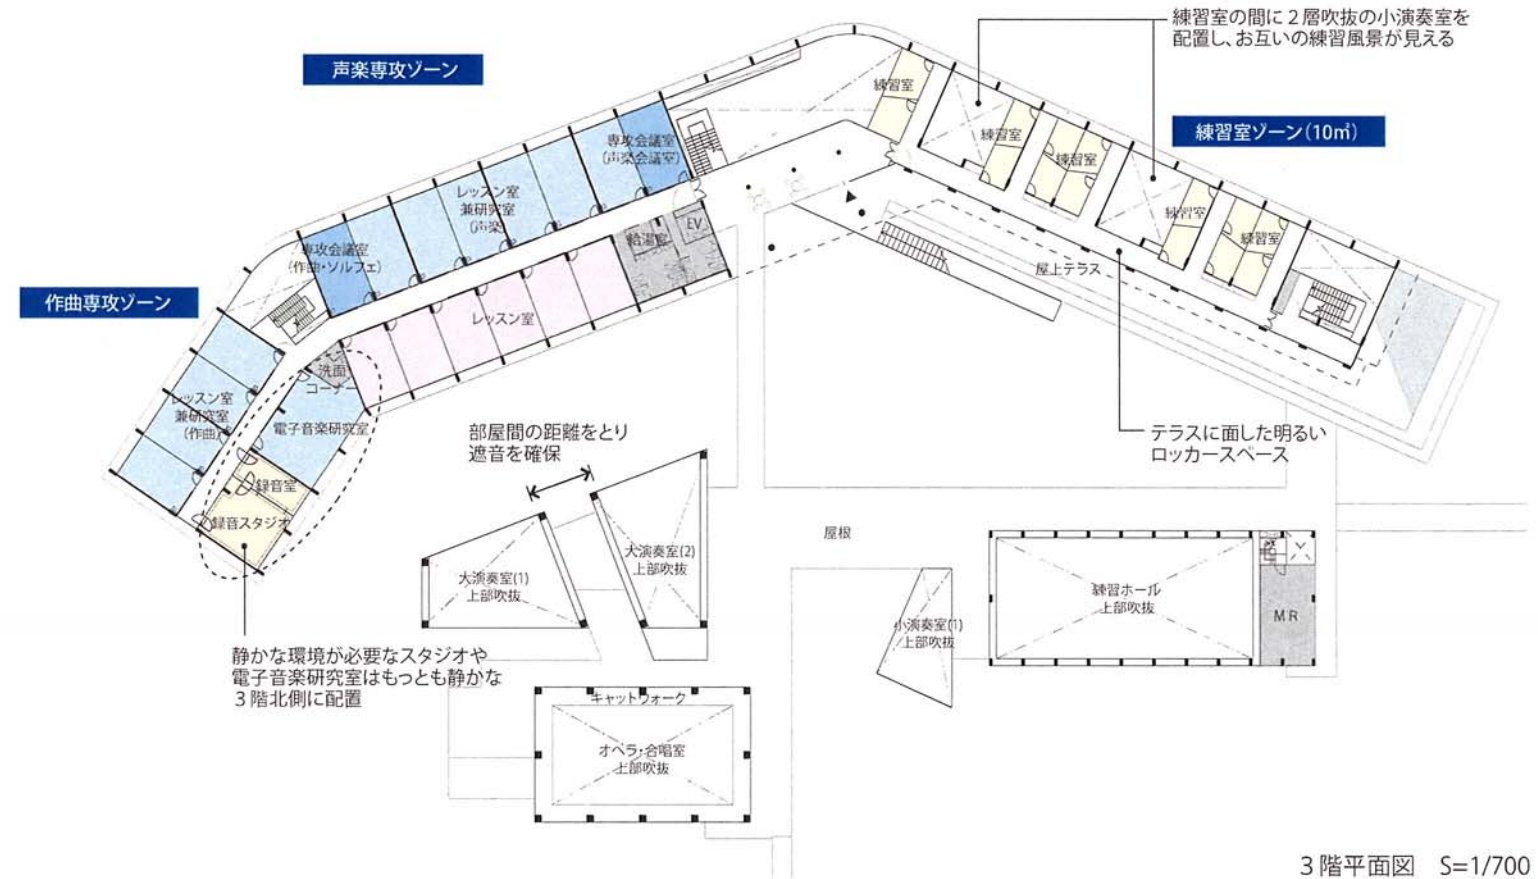 練習室の間に2層吹抜の小演奏室を
配置し、お互いの練習風景が見える
声楽専攻ゾーン
練習室
練習室ゾーン(10㎡)
専攻会議室
(声楽会議室)
練習室
練習室
レッスン室
兼研究室
(声楽)
練習室
EV
給湯室
練習室
専攻会議室
(作曲・ソルフェ)
屋上テラス
作曲専攻ゾーン
レッスン室
洗面
コーナー
レッスン室
兼研究室
(作曲)
電子音楽研究室
部屋間の距離をとり
遮音を確保
テラスに面した明るい
ロッカースペース
録音室
録音スタジオ
屋根
大演奏室(2)
上部吹抜
大演奏室(1)
上部吹抜
練習ホール
上部吹抜
小演奏室(1)
上部吹抜
MR
静かな環境が必要なスタジオや
電子音楽研究室はもっとも静かな
3階北側に配置
キャットウォーク
オペラ・合唱室
上部吹抜
3階平面図 S=1/700